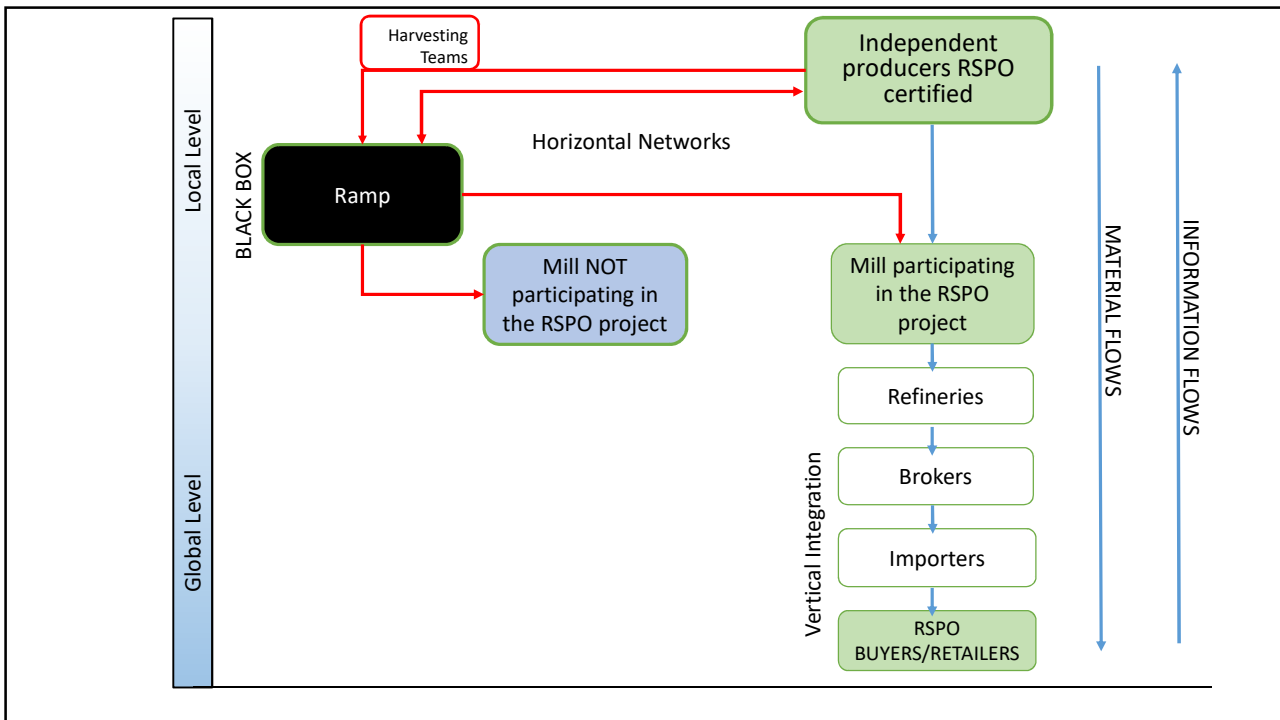 Harvesting
Teams
Independent
producers RSPO
certified
Local Level
BLACK BOX
Horizontal Networks
Ramp
Mill NOT
participating in
the RSPO project
Mill participating
in the RSPO
project
MATERIAL FLOWS
INFORMATION FLOWS
Refineries
Global Level
Vertical Integration
Brokers
Importers
RSPO
BUYERS/RETAILERS